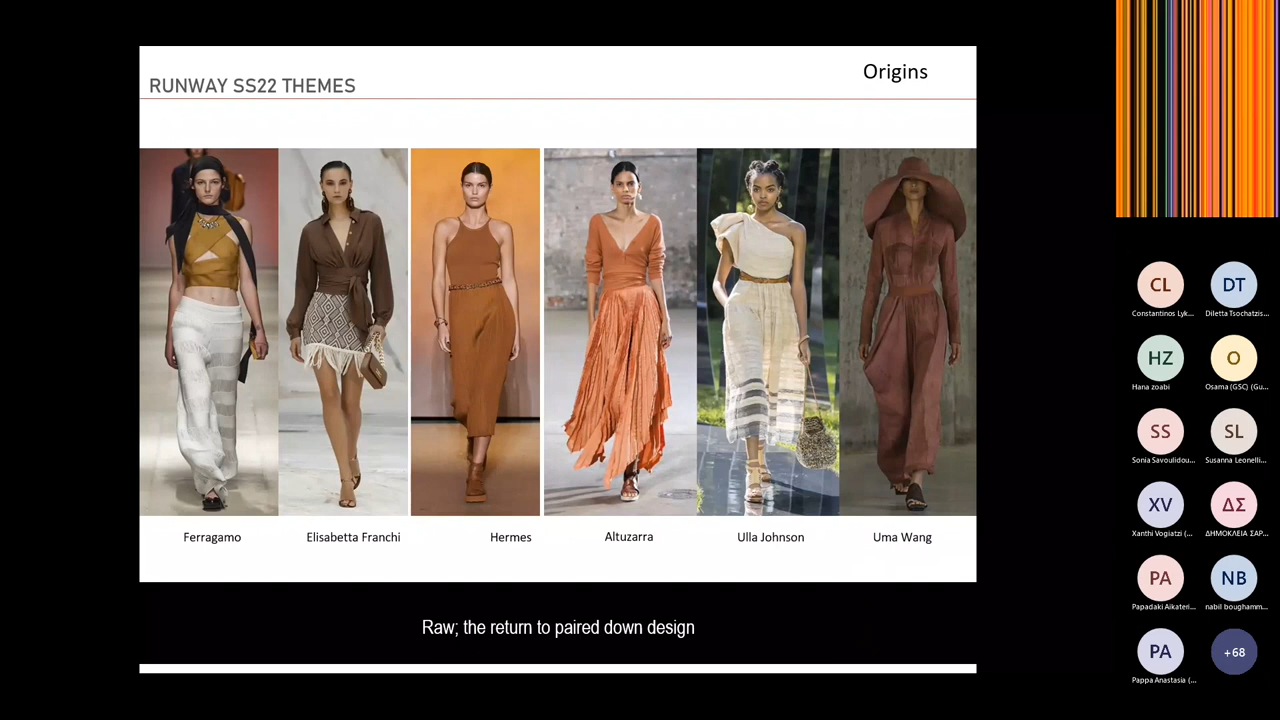 RUNWAY SS22 THEMES
Origins
Ferragamo
Elisabetta Franchi
Hermes
Altuzarra
Ulla Johnson
Uma Wang
Raw; the return to paired down design
CL
DT
Constantinos Lyk...
Diletta Tsochatzis...
HZ
O
Hana zoabi
Osama (GSC) (Gu...
SS
SL
Sonia Savoulidou...
Susanna Leonelli...
XV
ΔΣ
Xanthi Vogiatzi (...
ΔΗΜΟΚΛΕΙΑ ΣΑΡ...
PA
NB
Papadaki Aikateri...
nabil boughamm...
PA
+68
Pappa Anastasia (...